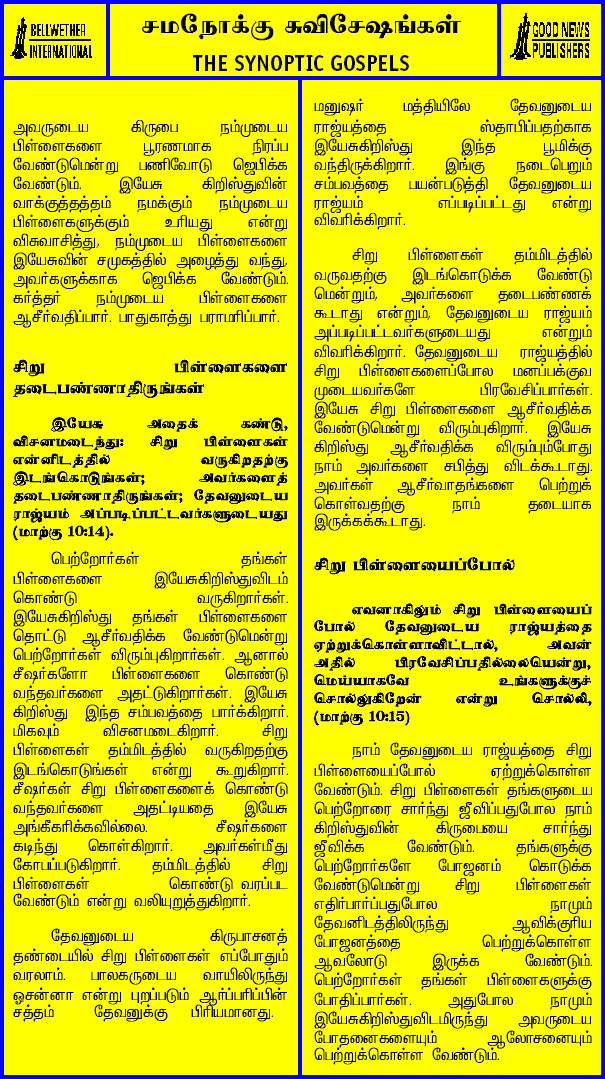 BELLWETHER
INTERNATIONAL
சமநோக்கு சுவிசேஷங்கள்
THE SYNOPTIC GOSPELS
GOOD NEWS
PUBLISHERS
அவருடைய கிருபை நம்முடைய
பிள்ளைகளை பூரணமாக நிரப்ப
வேண்டுமென்று பணிவோடு ஜெபிக்க
வேண்டும். இயேசு கிறிஸ்துவின்
வாக்குத்தத்தம் நமக்கும் நம்முடைய
பிள்ளைகளுக்கும் உரியது என்று
விசுவாசித்து, நம்முடைய பிள்ளைகளை
இயேசுவின் சமுகத்தில் அழைத்து வந்து,
அவர்களுக்காக ஜெபிக்க வேண்டும்.
கர்த்தர் நம்முடைய பிள்ளைகளை
ஆசீர்வதிப்பார். பாதுகாத்து பராமரிப்பார்.
சிறு பிள்ளைகளை
தடைபண்ணாதிருங்கள்
இயேசு அதைக் கண்டு,
விசனமடைந்து: சிறு பிள்ளைகள்
என்னிடத்தில் வருகிறதற்கு
இடங்கொடுங்கள்; அவர்களைத்
தடைபண்ணாதிருங்கள்; தேவனுடைய
ராஜ்யம் அப்படிப்பட்டவர்களுடையது
(மாற்கு 10:14).
பெற்றோர்கள் தங்கள்
பிள்ளைகளை இயேசுகிறிஸ்துவிடம்
கொண்டு வருகிறார்கள்.
இயேசுகிறிஸ்து தங்கள் பிள்ளைகளை
தொட்டு ஆசீர்வதிக்க வேண்டுமென்று
பெற்றோர்கள் விரும்புகிறார்கள். ஆனால்
சீஷர்களோ பிள்ளைகளை கொண்டு
வந்தவர்களை அதட்டுகிறார்கள். இயேசு
கிறிஸ்து இந்த சம்பவத்தை பார்க்கிறார்.
மிகவும் விசனமடைகிறார். சிறு
பிள்ளைகள் தம்மிடத்தில் வருகிறதற்கு
இடங்கொடுங்கள் என்று கூறுகிறார்.
சீஷர்கள் சிறு பிள்ளைகளைக் கொண்டு
வந்தவர்களை அதட்டியதை இயேசு
அங்கீகரிக்கவில்லை. சீஷர்களை
கடிந்து கொள்கிறார். அவர்கள்மீது
கோபப்படுகிறார். தம்மிடத்தில் சிறு
பிள்ளைகள் கொண்டு வரப்பட
வேண்டும் என்று வலியுறுத்துகிறார்.
தேவனுடைய கிருபாசனத்
தண்டையில் சிறு பிள்ளைகள் எப்போதும்
வரலாம். பாலகருடைய வாயிலிருந்து
ஓசன்னா என்று புறப்படும் ஆர்ப்பரிப்பின்
சத்தம் தேவனுக்கு பிரியமானது.
மனுஷர் மத்தியிலே தேவனுடைய
ராஜ்யத்தை ஸ்தாபிப்பதற்காக
இயேசுகிறிஸ்து இந்த பூமிக்கு
வந்திருக்கிறார். இங்கு நடைபெறும்
சம்பவத்தை பயன்படுத்தி தேவனுடைய
ராஜ்யம் எப்படிப்பட்டது என்று
விவரிக்கிறார்.
சிறு பிள்ளைகள் தம்மிடத்தில்
வருவதற்கு இடங்கொடுக்க வேண்டு
மென்றும், அவர்களை தடைபண்ணக்
கூடாது என்றும், தேவனுடைய ராஜ்யம்
அப்படிப்பட்டவர்களுடையது என்றும்
விவரிக்கிறார். தேவனுடைய ராஜ்யத்தில்
சிறு பிள்ளைகளைப்போல மனப்பக்குவ
முடையவர்களே பிரவேசிப்பார்கள்.
இயேசு சிறு பிள்ளைகளை ஆசீர்வதிக்க
வேண்டுமென்று விரும்புகிறார். இயேசு
கிறிஸ்து ஆசீர்வதிக்க விரும்பும்போது
நாம் அவர்களை சபித்து விடக்கூடாது.
அவர்கள் ஆசீர்வாதங்களை பெற்றுக்
கொள்வதற்கு நாம் தடையாக
இருக்கக்கூடாது.
சிறு பிள்ளையைப்போல்
எவனாகிலும் சிறு பிள்ளையைப்
போல் தேவனுடைய ராஜ்யத்தை
ஏற்றுக்கொள்ளாவிட்டால், அவன்
அதில் பிரவேசிப்பதில்லையென்று,
மெய்யாகவே உங்களுக்குச்
சொல்லுகிறேன் என்று சொல்லி,
(மாற்கு 10:15)
நாம் தேவனுடைய ராஜ்யத்தை சிறு
பிள்ளையைப்போல் ஏற்றுக்கொள்ள
வேண்டும். சிறு பிள்ளைகள் தங்களுடைய
பெற்றோரை சார்ந்து ஜீவிப்பதுபோல நாம்
கிறிஸ்துவின் கிருபையை சார்ந்து
ஜீவிக்க வேண்டும். தங்களுக்கு
பெற்றோர்களே போஜனம் கொடுக்க
வேண்டுமென்று சிறு பிள்ளைகள்
எதிர்பார்ப்பதுபோல நாமும்
தேவனிடத்திலிருந்து ஆவிக்குரிய
போஜனத்தை பெற்றுக்கொள்ள
ஆவலோடு இருக்க வேண்டும்.
பெற்றோர்கள் தங்கள் பிள்ளைகளுக்கு
போதிப்பார்கள். அதுபோல நாமும்
இயேசுகிறிஸ்துவிடமிருந்து அவருடைய
போதனைகளையும் ஆலோசனையும்
பெற்றுக்கொள்ள வேண்டும்.